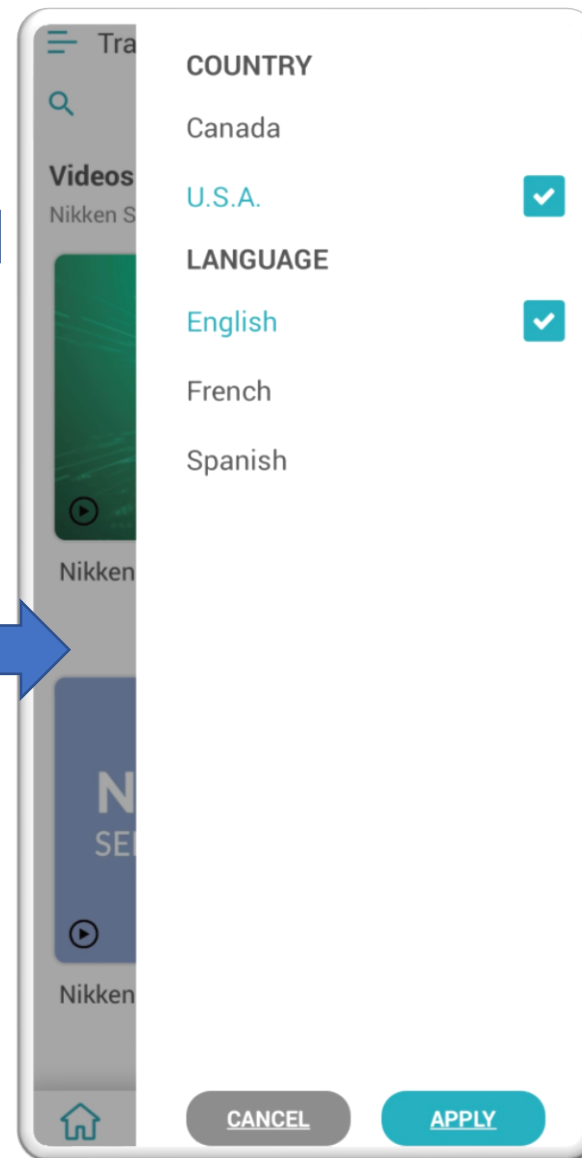 Tra
Videos
Nikken S
Nikken
N
SE
Nikken
COUNTRY
Canada
U.S.A.
LANGUAGE
English
French
Spanish
CANCEL
APPLY